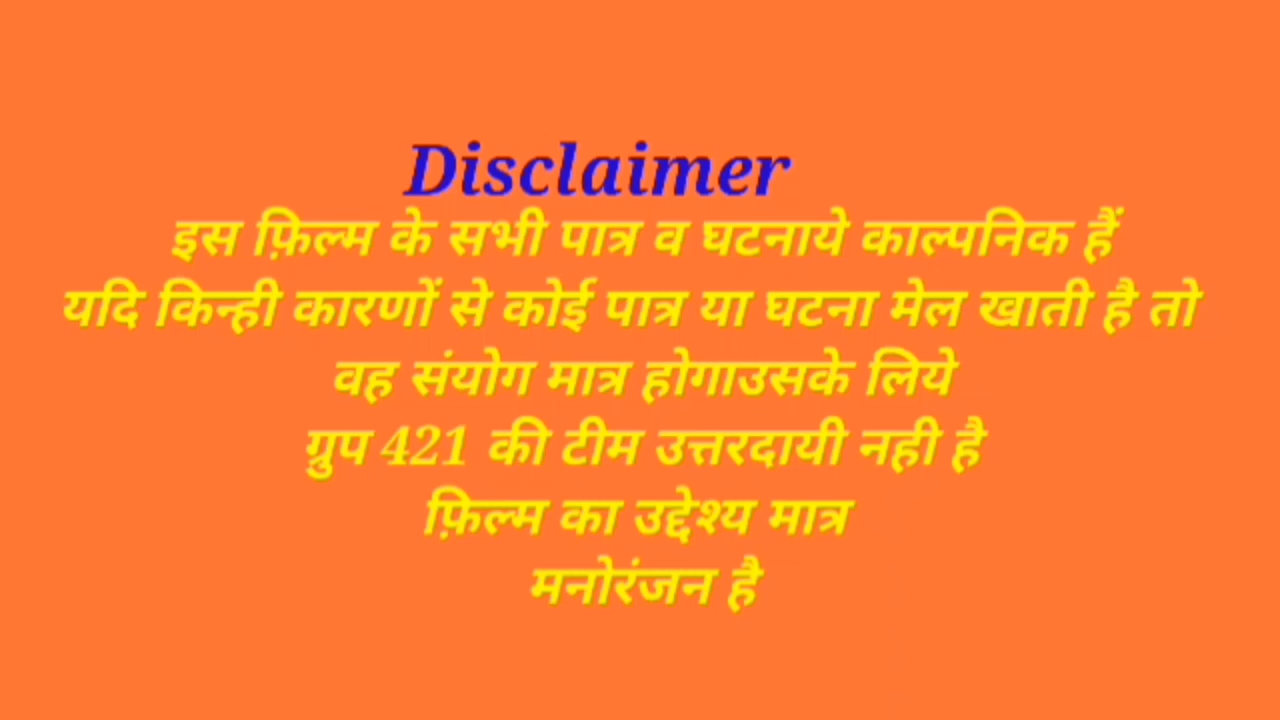 Disclaimer
इस फ़िल्म के सभी पात्र व घटनाये काल्पनिक हैं
यदि किन्ही कारणों से कोई पात्र या घटना मेल खाती है तो
वह संयोग मात्र होगाउसके लिये
ग्रुप 421 की टीम उत्तरदायी नही है
फ़िल्म का उद्देश्य मात्र
मनोरंजन है